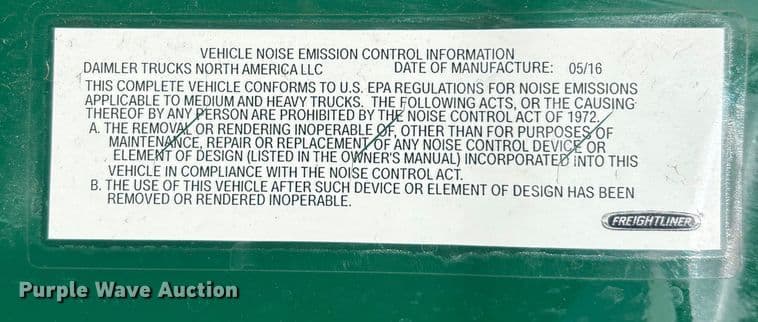 VEHICLE NOISE EMISSION CONTROL INFORMATION
DAIMLER TRUCKS NORTH AMERICA LLC DATE OF MANUFACTURE: 05/16
THIS COMPLETE VEHICLE CONFORMS TO U.S. EPA REGULATIONS FOR NOISE EMISSIONS
APPLICABLE TO MEDIUM AND HEAVY TRUCKS. THE FOLLOWING ACTS, OR THE CAUSING
THEREOF BY ANY PERSON ARE PROHIBITED BY THE NOISE CONTROL ACT OF 1972.
A. THE REMOVAL OR RENDERING INOPERABLE OF, OTHER THAN FOR PURPOSES OF
MAINTENANCE, REPAIR OR REPLACEMENT OF ANY NOISE CONTROL DEVICE OR
ELEMENT OF DESIGN (LISTED IN THE OWNER'S MANUAL) INCORPORATED INTO THIS
VEHICLE IN COMPLIANCE WITH THE NOISE CONTROL ACT.
B. THE USE OF THIS VEHICLE AFTER SUCH DEVICE OR ELEMENT OF DESIGN HAS BEEN
REMOVED OR RENDERED INOPERABLE.
FREIGHTLINER
Purple Wave Auction